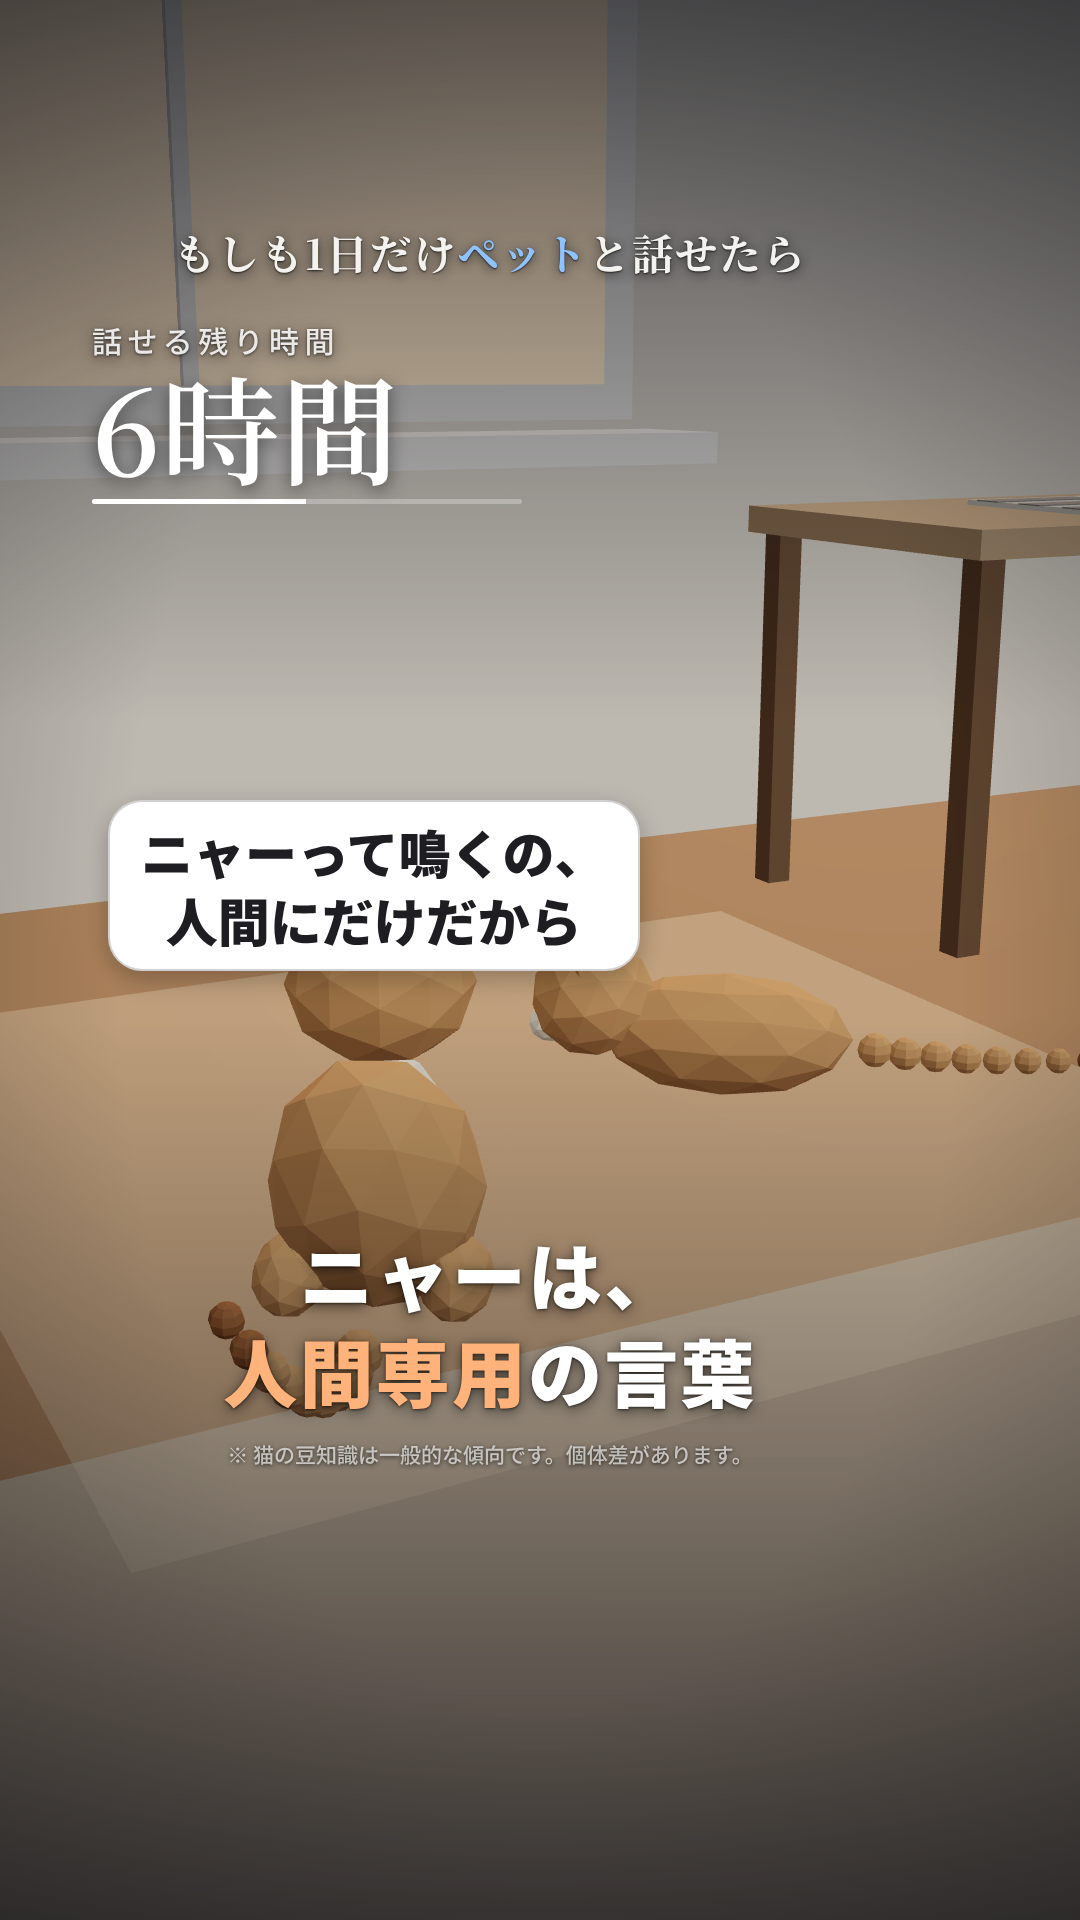 もしも1日だけペットと話せたら
話せる残り時間
6時間
ニャーって鳴くの、
人間にだけだから
ニャーは、
人間専用の言葉
※ 猫の豆知識は一般的な傾向です。個体差があります。